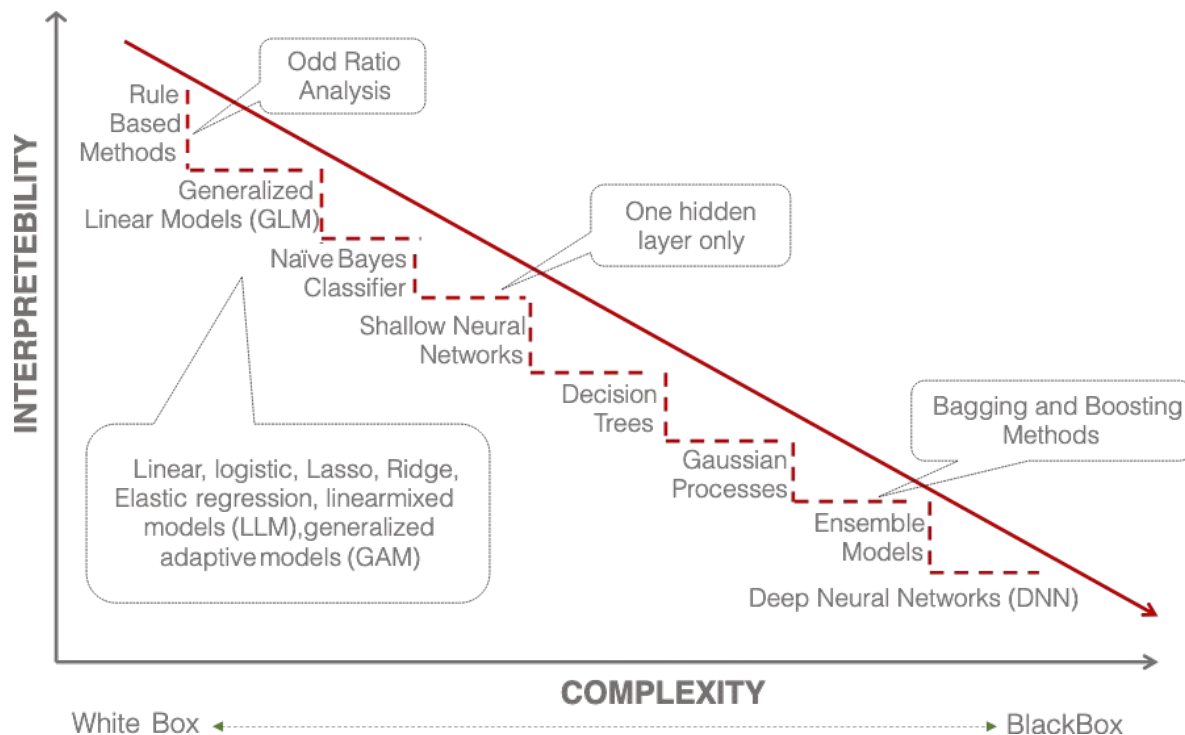 INTERPRETEBILITY
Odd Ratio
Analysis
Rule
Based
Methods
Generalized
Linear Models (GLM)
One hidden
layer only
Naïve Bayes
Classifier
Shallow Neural
Networks
Decision
Trees
Bagging and Boosting
Methods
Gaussian
Processes
Linear, logistic, Lasso, Ridge,
Elastic regression, linearmixed
models (LLM),generalized
adaptive models (GAM)
Ensemble
Models
Deep Neural Networks (DNN)
COMPLEXITY
White Box
BlackBox